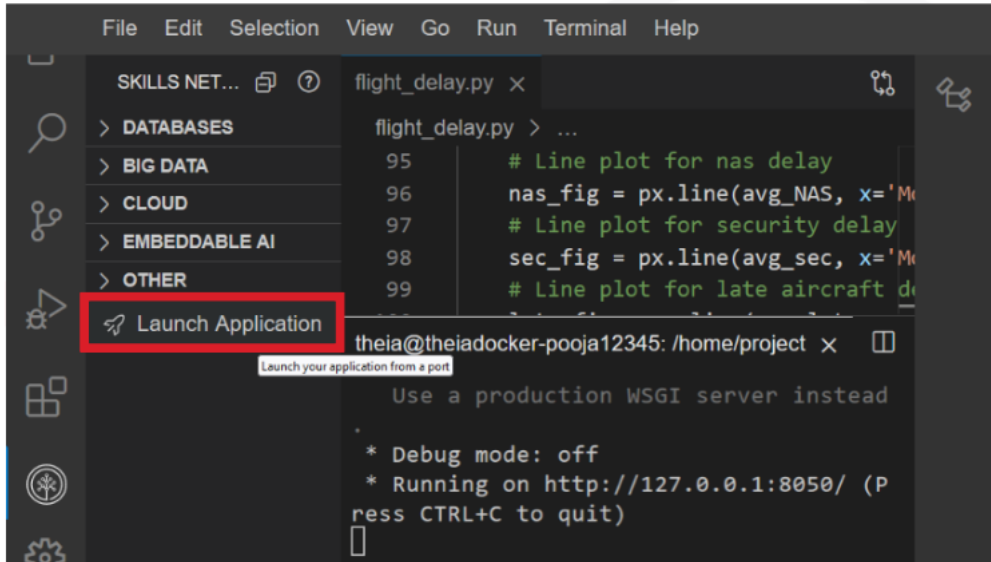 File Edit Selection View Go Run Terminal Help
SKILLS NET...
flight_delay.py
DATABASES
BIG DATA
CLOUD
EMBEDDABLE AI
OTHER
Launch Application
Launch your application from a port
flight_delay.py > ...
95 # Line plot for nas delay
96 nas_fig = px.line(avg_NAS, x='Mo
97 # Line plot for security delay
98 sec_fig = px.line(avg_sec, x='Mo
99 # Line plot for late aircraft de
theia@theiadocker-pooja12345: /home/project
Use a production WSGI server instead
.
* Debug mode: off
* Running on http://127.0.0.1:8050/ (P
ress CTRL+C to quit)